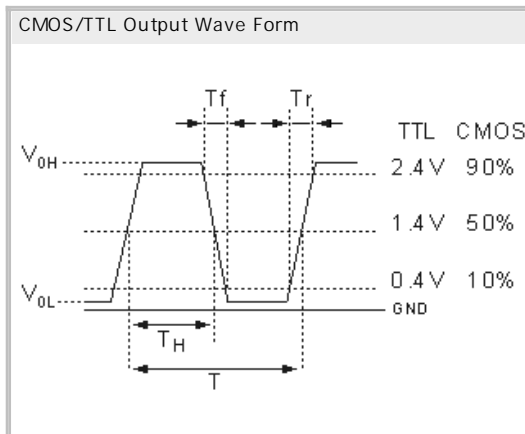 CMOS/TTL Output Wave Form
Tf Tr
TTL CMOS
V0H 2.4V 90%
1.4V 50%
0.4V 10%
V0L GND
TH
T